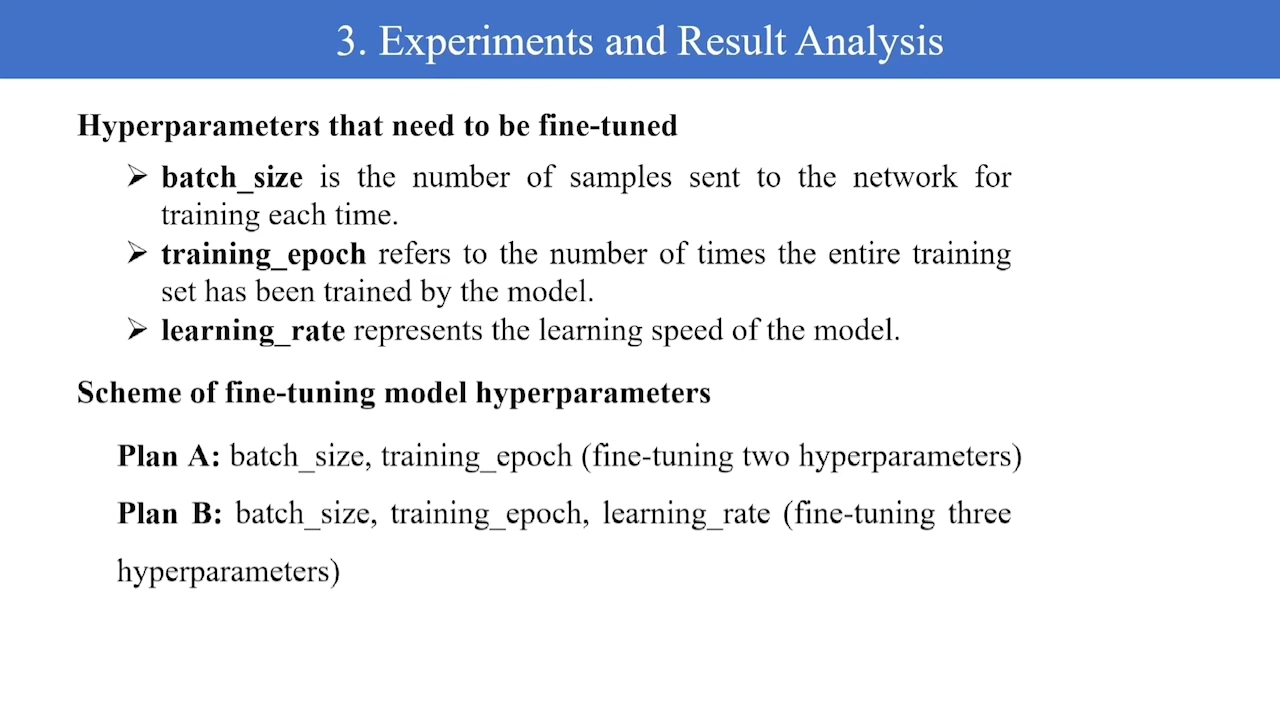 3. Experiments and Result Analysis
Hyperparameters that need to be fine-tuned
➢ batch_size is the number of samples sent to the network for
training each time.
➢ training_epoch refers to the number of times the entire training
set has been trained by the model.
➢ learning_rate represents the learning speed of the model.
Scheme of fine-tuning model hyperparameters
Plan A: batch_size, training_epoch (fine-tuning two hyperparameters)
Plan B: batch_size, training_epoch, learning_rate (fine-tuning three
hyperparameters)